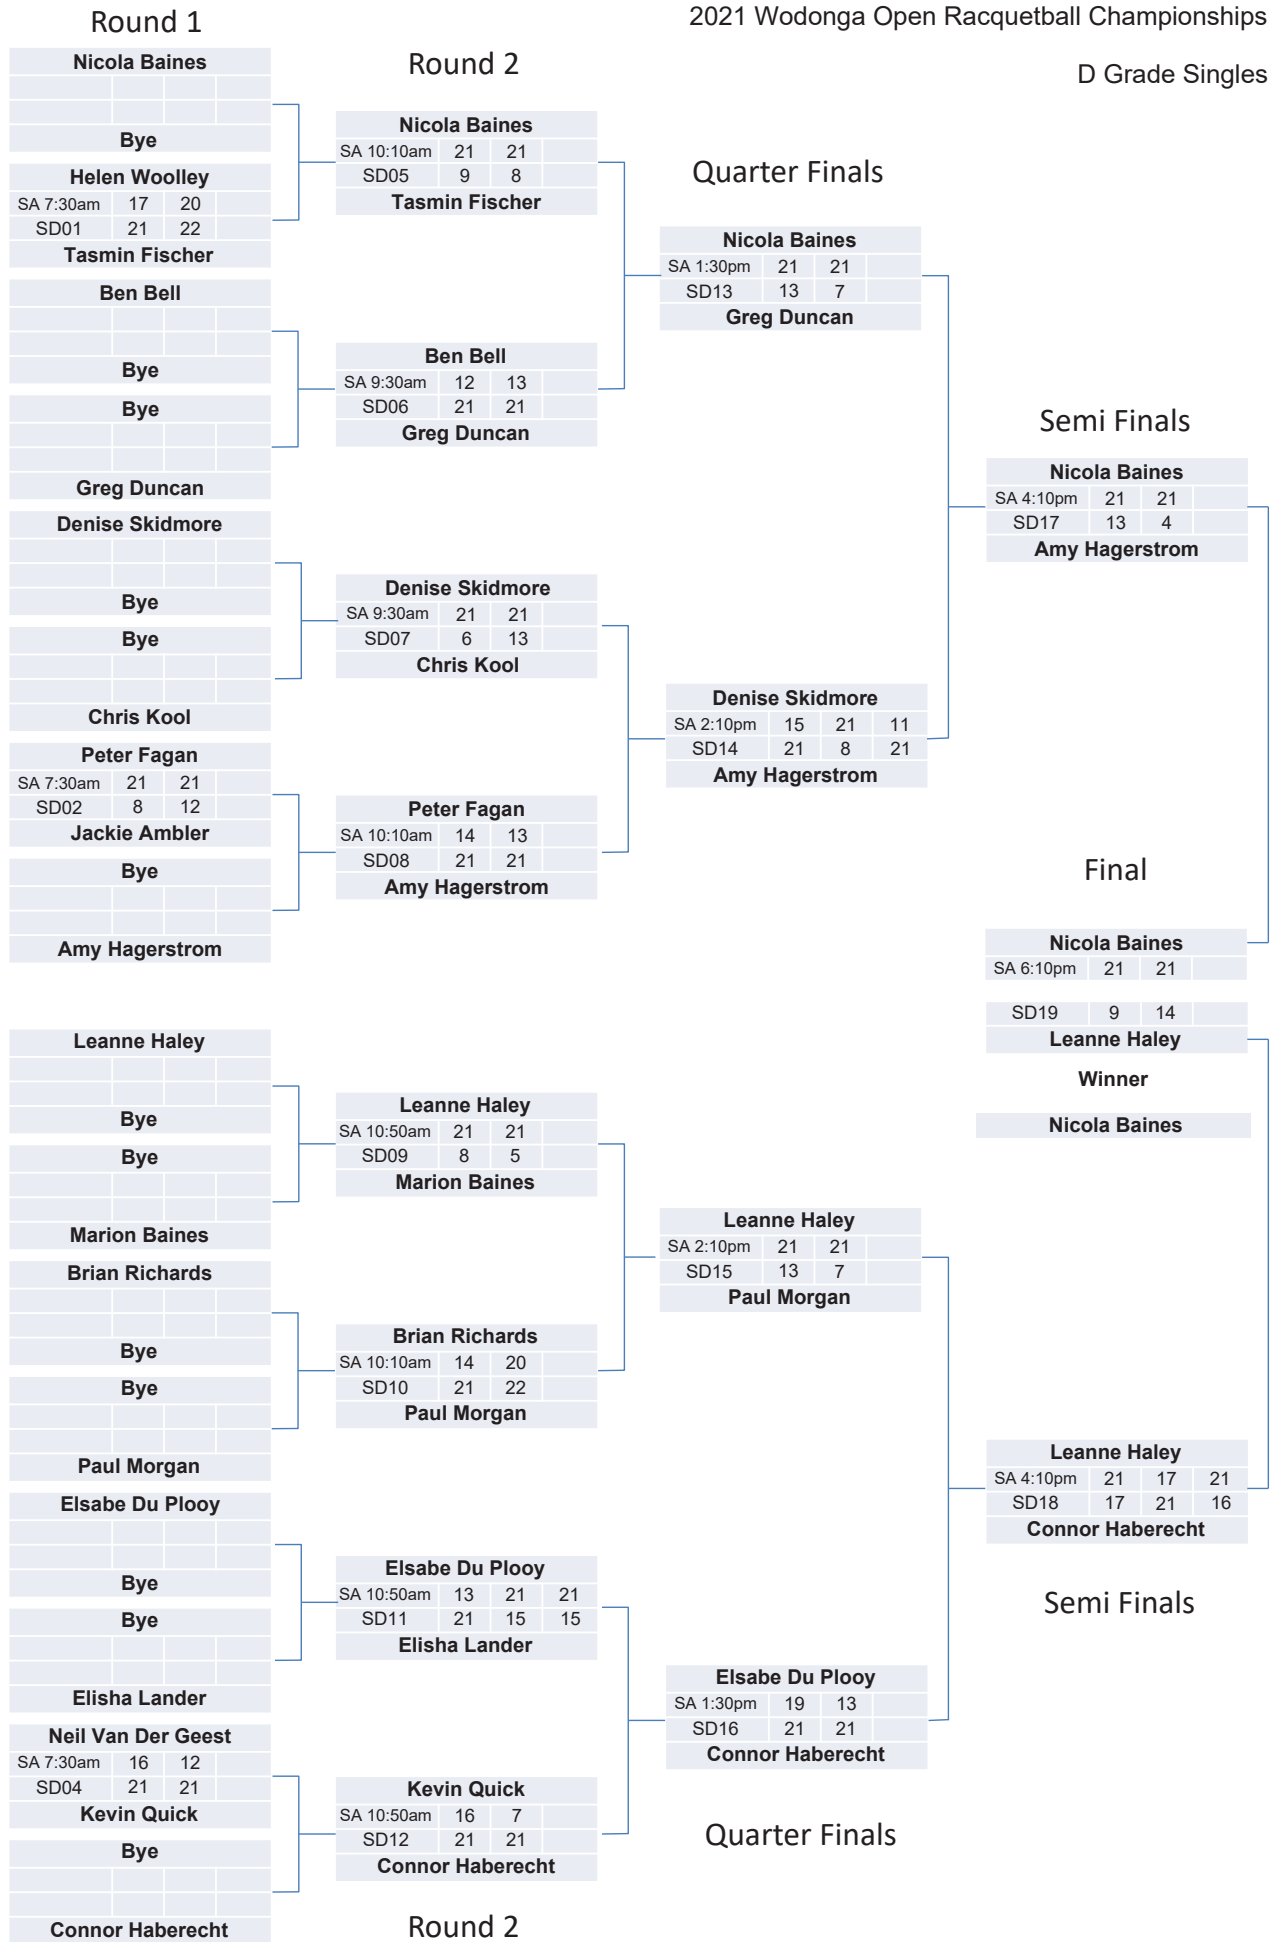 2021 Wodonga Open Racquetball Championships
D Grade Singles
Round 1
Nicola Baines
Bye
Helen Woolley
SA 7:30am 17 20
SD01 21 22
Tasmin Fischer
Ben Bell
Bye
Bye
Greg Duncan
Denise Skidmore
Bye
Bye
Chris Kool
Peter Fagan
SA 7:30am 21 21
SD02 8 12
Jackie Ambler
Bye
Amy Hagerstrom
Leanne Haley
Bye
Bye
Marion Baines
Brian Richards
Bye
Bye
Paul Morgan
Elsabe Du Plooy
Bye
Bye
Elisha Lander
Neil Van Der Geest
SA 7:30am 16 12
SD04 21 21
Kevin Quick
Bye
Connor Haberecht
Round 2
Nicola Baines
SA 10:10am 21 21
SD05 9 8
Tasmin Fischer
Ben Bell
SA 9:30am 12 13
SD06 21 21
Greg Duncan
Denise Skidmore
SA 9:30am 21 21
SD07 6 13
Chris Kool
Peter Fagan
SA 10:10am 14 13
SD08 21 21
Amy Hagerstrom
Leanne Haley
SA 10:50am 21 21
SD09 8 5
Marion Baines
Brian Richards
SA 10:10am 14 20
SD10 21 22
Paul Morgan
Elsabe Du Plooy
SA 10:50am 13 21 21
SD11 21 15 15
Elisha Lander
Kevin Quick
SA 10:50am 16 7
SD12 21 21
Connor Haberecht
Round 2
Quarter Finals
Nicola Baines
SA 1:30pm 21 21
SD13 13 7
Greg Duncan
Denise Skidmore
SA 2:10pm 15 21 11
SD14 21 8 21
Amy Hagerstrom
Leanne Haley
SA 2:10pm 21 21
SD15 13 7
Paul Morgan
Elsabe Du Plooy
SA 1:30pm 19 13
SD16 21 21
Connor Haberecht
Quarter Finals
Semi Finals
Nicola Baines
SA 4:10pm 21 21
SD17 13 4
Amy Hagerstrom
Final
Nicola Baines
SA 6:10pm 21 21
SD19 9 14
Leanne Haley
Winner
Nicola Baines
Leanne Haley
SA 4:10pm 21 17 21
SD18 17 21 16
Connor Haberecht
Semi Finals